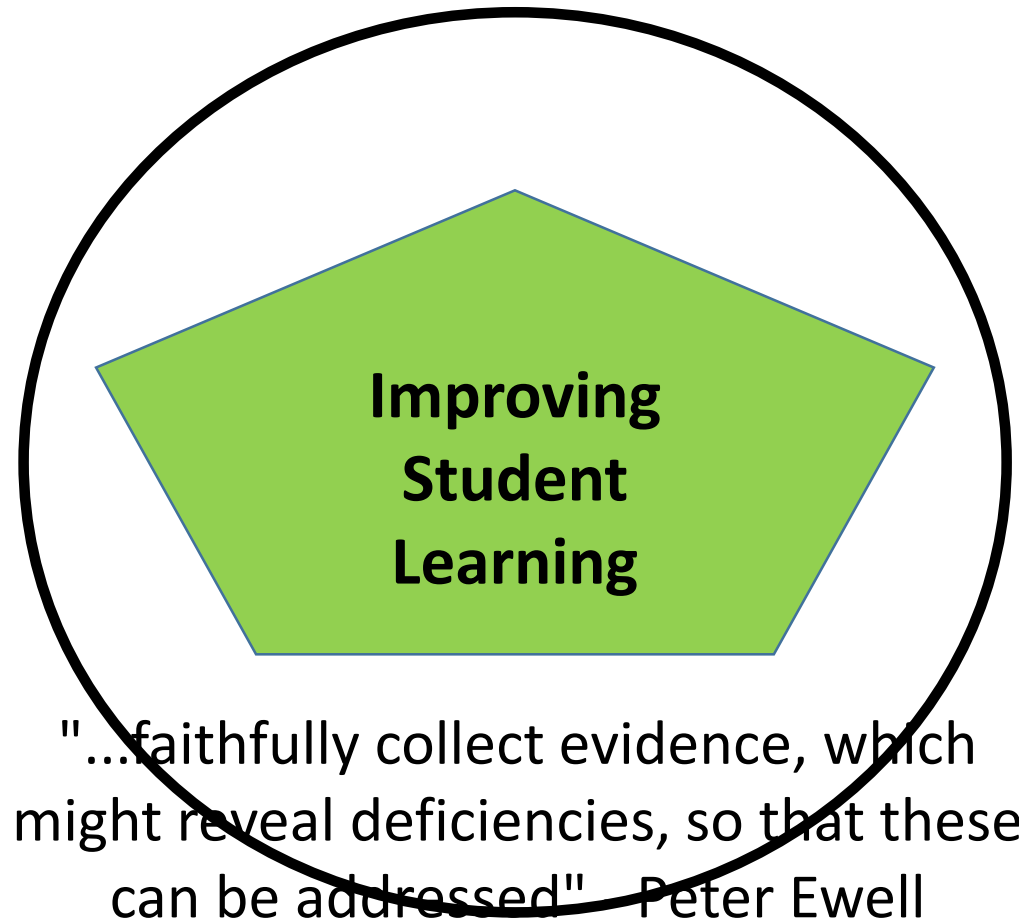 Improving
Student
Learning
"...faithfully collect evidence, which
might reveal deficiencies, so that these
can be addressed" Peter Ewell